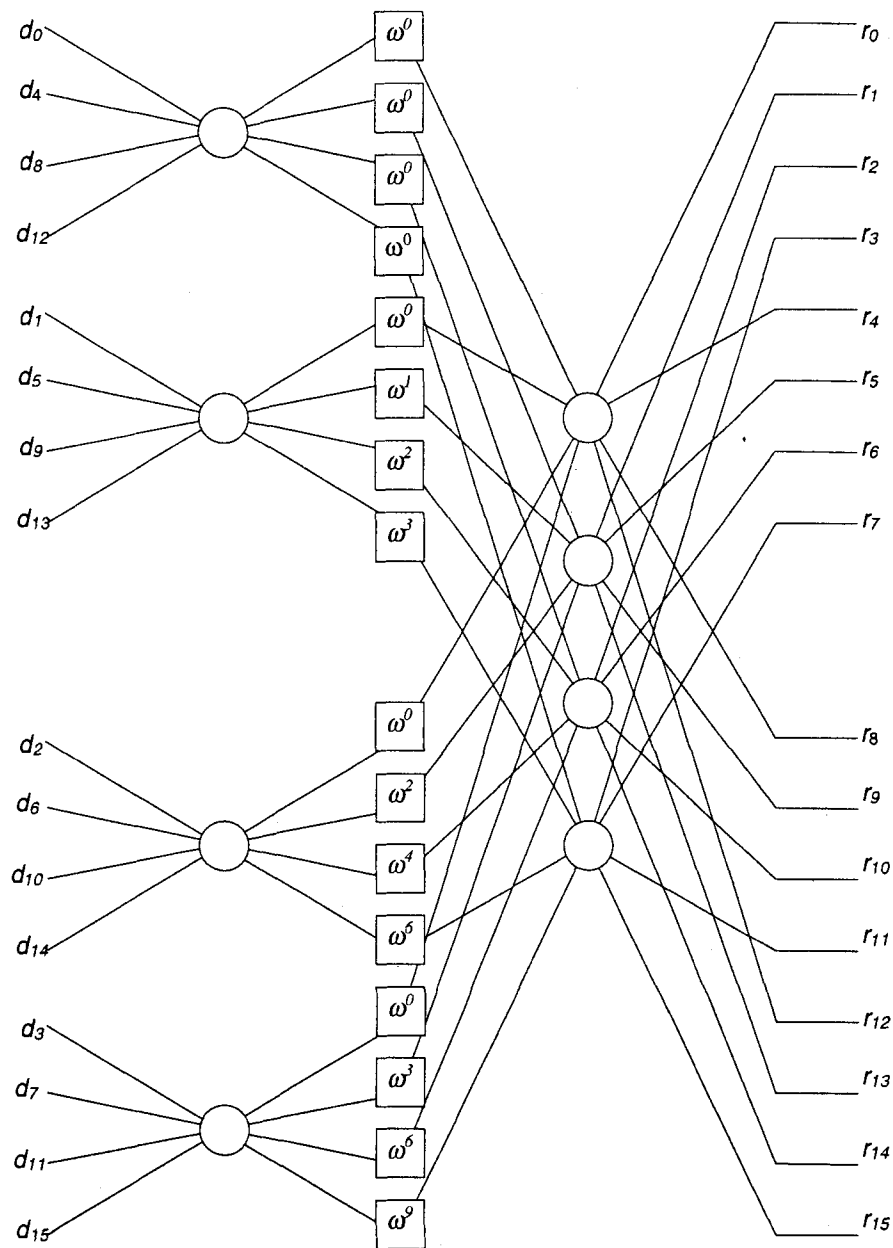 d₀ ω⁰ r₀
d₄ ω⁰ r₁
d₈ ω⁰ r₂
d₁₂ ω⁰ r₃
d₁ ω⁰ r₄
d₅ ω¹ r₅
d₉ ω² r₆
d₁₃ ω³ r₇
d₂ ω⁰ r₈
d₆ ω² r₉
d₁₀ ω⁴ r₁₀
d₁₄ ω⁶ r₁₁
d₃ ω⁰ r₁₂
d₇ ω³ r₁₃
d₁₁ ω⁶ r₁₄
d₁₅ ω⁹ r₁₅